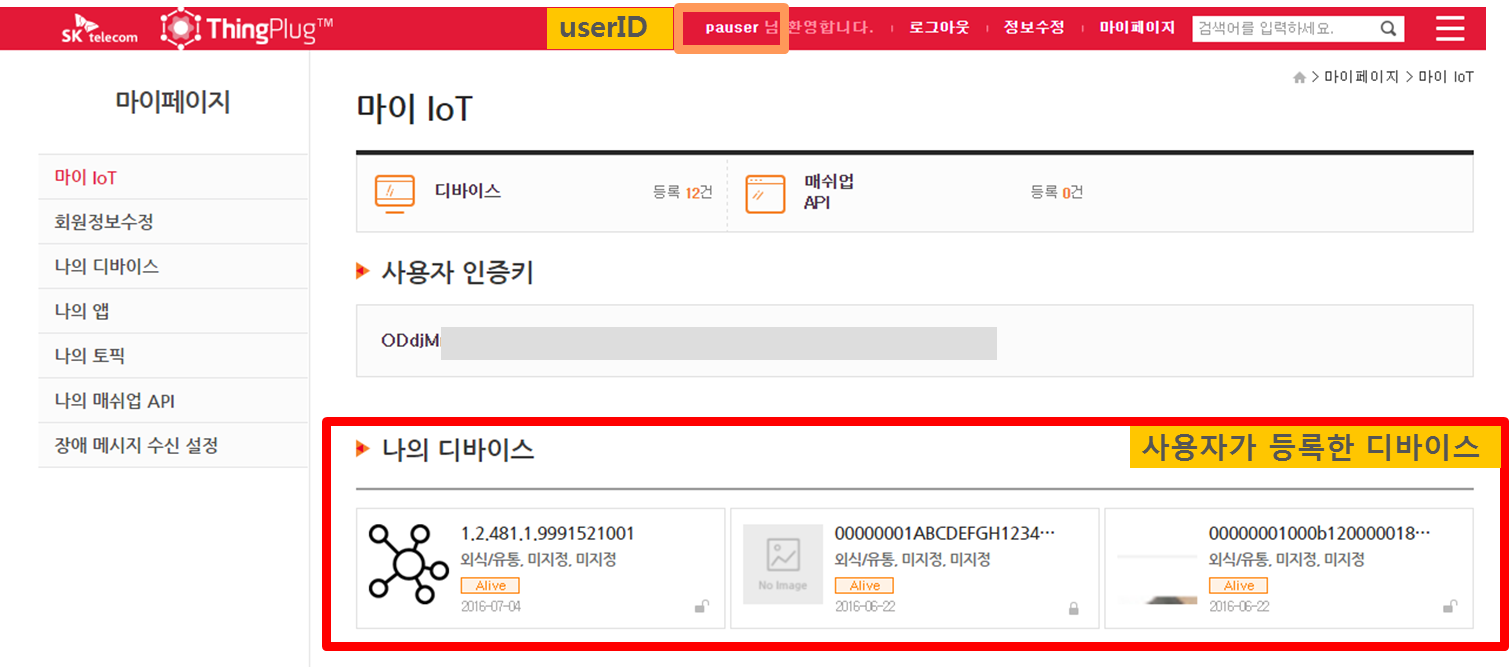 SK telecom ThingPlug™ userID pauser 님 환영합니다. 로그아웃 정보수정 마이페이지 검색어를 입력하세요.
> 마이페이지 > 마이 IoT
마이페이지
마이 IoT
회원정보수정
나의 디바이스
나의 앱
나의 토픽
나의 매쉬업 API
장애 메시지 수신 설정
마이 IoT
디바이스 등록 12건
매쉬업
API
등록 0건
사용자 인증키
ODdjM
나의 디바이스
사용자가 등록한 디바이스
1.2.481.1.9991521001
외식/유통, 미지정, 미지정
Alive
2016-07-04
No Image
00000001ABCDEFGH1234…
외식/유통, 미지정, 미지정
Alive
2016-06-22
00000001000b120000018…
외식/유통, 미지정, 미지정
Alive
2016-06-22